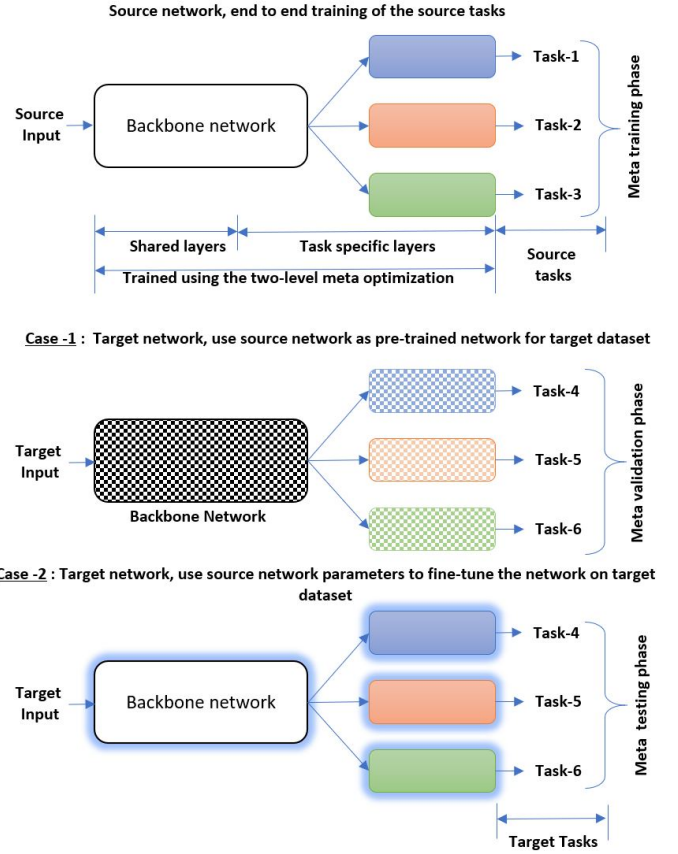 Source network, end to end training of the source tasks
Task-1
Source
Input
Backbone network
Task-2
Task-3
Meta training phase
Shared layers
Task specific layers
Source
tasks
Trained using the two-level meta optimization
Case -1 : Target network, use source network as pre-trained network for target dataset
Task-4
Target
Input
Task-5
Backbone Network
Task-6
Meta validation phase
Case -2 : Target network, use source network parameters to fine-tune the network on target
dataset
Task-4
Target
Input
Backbone network
Task-5
Task-6
Meta testing phase
Target Tasks